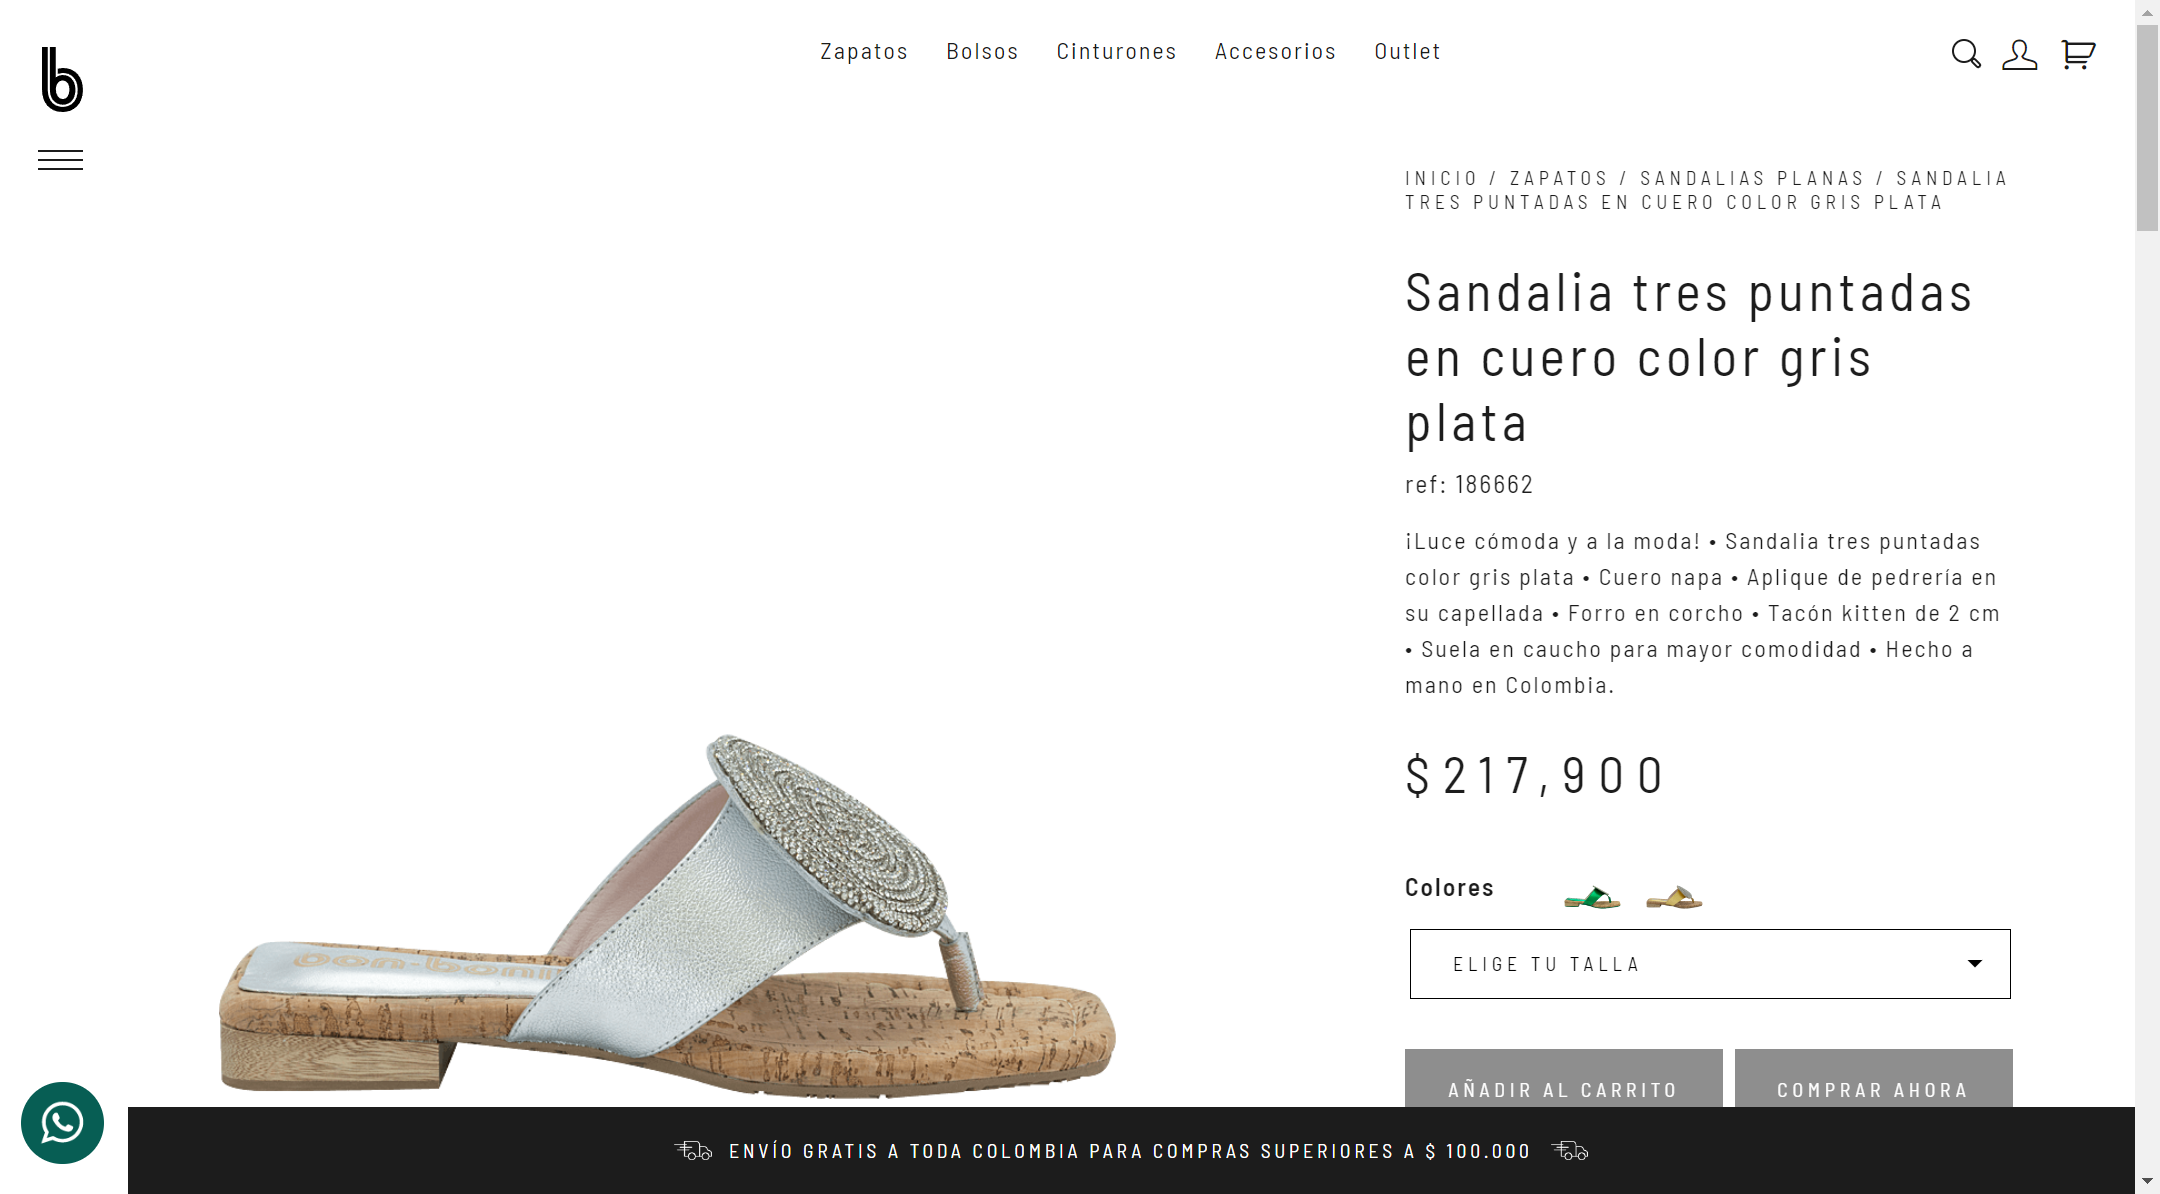 b
Zapatos Bolsos Cinturones Accesorios Outlet
INICIO / ZAPATOS / SANDALIAS PLANAS / SANDALIA
TRES PUNTADAS EN CUERO COLOR GRIS PLATA
Sandalia tres puntadas
en cuero color gris
plata
ref: 186662
¡Luce cómoda y a la moda! • Sandalia tres puntadas
color gris plata • Cuero napa • Aplique de pedrería en
su capellada • Forro en corcho • Tacón kitten de 2 cm
• Suela en caucho para mayor comodidad • Hecho a
mano en Colombia.
$217,900
Colores
ELIGE TU TALLA
AÑADIR AL CARRITO COMPRAR AHORA
ENVÍO GRATIS A TODA COLOMBIA PARA COMPRAS SUPERIORES A $ 100.000